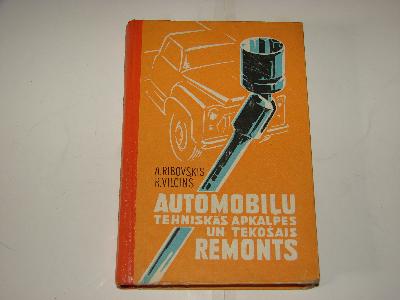 A.RIBOVSKIS
R.VILCIŅŠ
AUTOMOBIĻU
TEHNISKĀS APKALPES
UN TEKOŠAIS
REMONTS